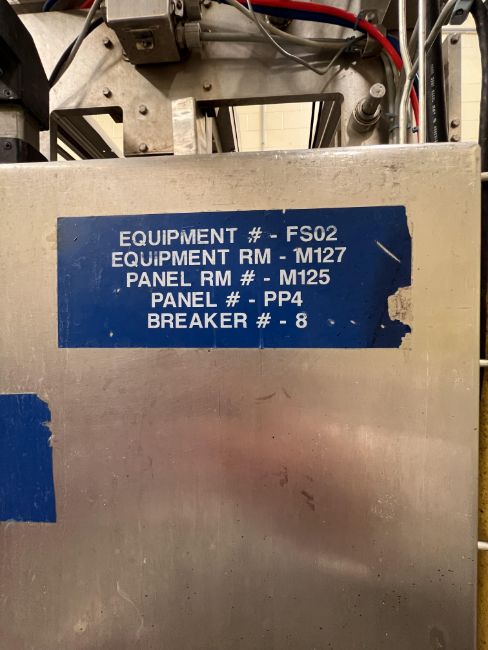 EQUIPMENT # - FS02
EQUIPMENT RM - M127
PANEL RM # - M125
PANEL # - PP4
BREAKER # - 8